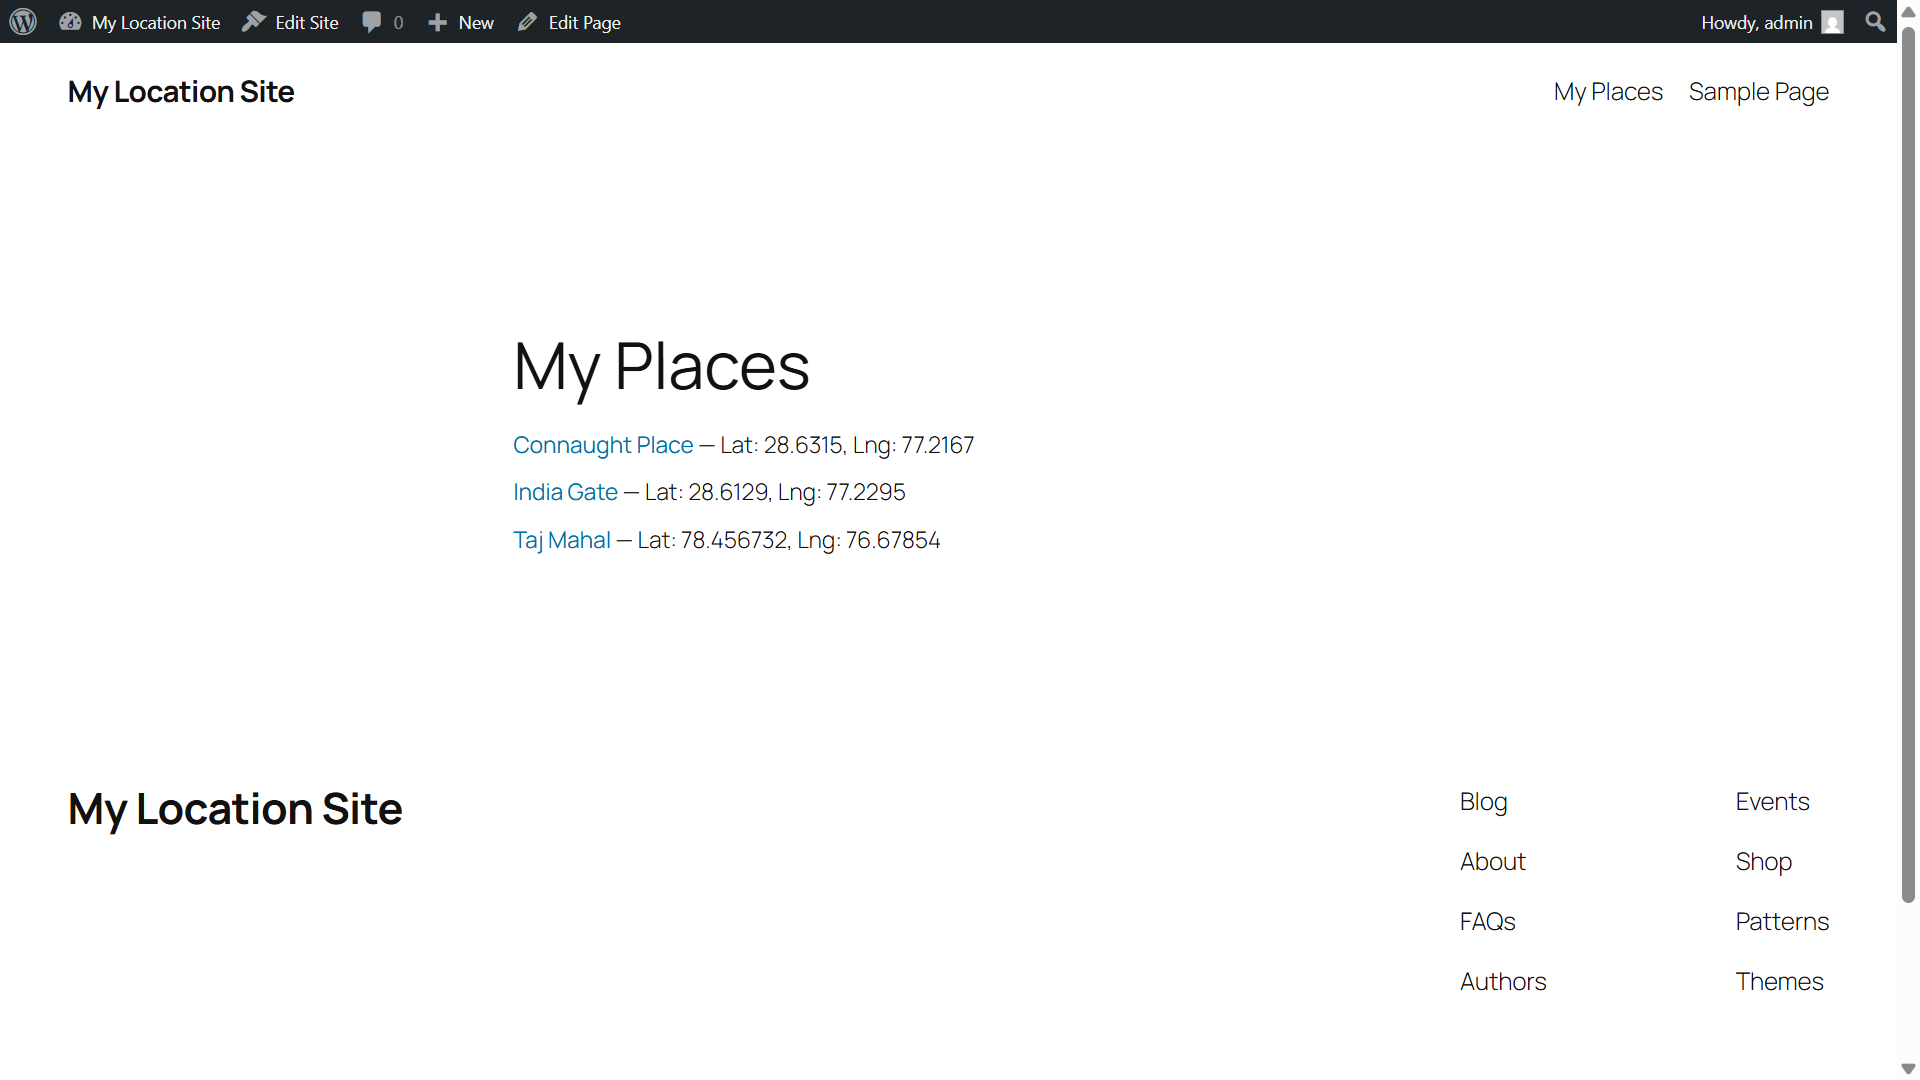 My Location Site Edit Site 0 New Edit Page Howdy, admin
My Location Site My Places Sample Page
My Places
Connaught Place — Lat: 28.6315, Lng: 77.2167
India Gate — Lat: 28.6129, Lng: 77.2295
Taj Mahal — Lat: 78.456732, Lng: 76.67854
My Location Site
Blog
About
FAQs
Authors
Events
Shop
Patterns
Themes